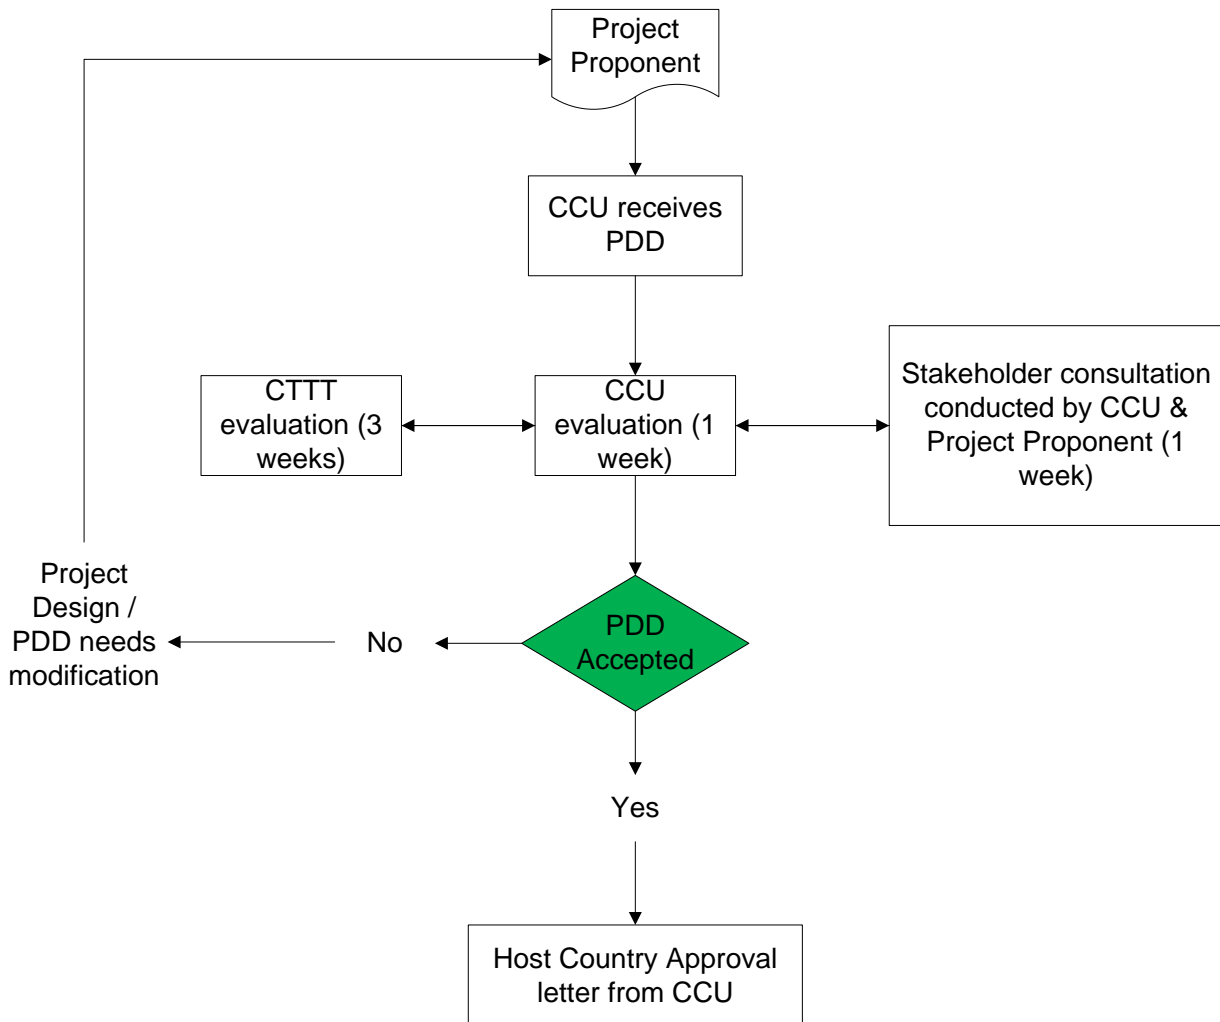 Project
Proponent
CCU receives
PDD
CTTT
evaluation (3
weeks)
CCU
evaluation (1
week)
Stakeholder consultation
conducted by CCU &
Project Proponent (1
week)
Project
Design /
PDD needs
modification
No
PDD
Accepted
Yes
Host Country Approval
letter from CCU